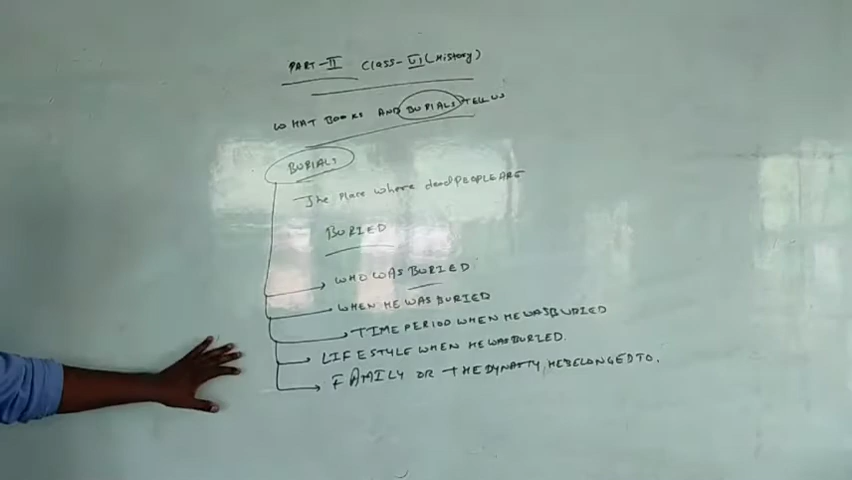 PART-II Class-VI (History)
WHAT BOOKS AND BURIALS TELL US
BURIALS
The Place where dead PEOPLE ARE
BURIED
WHO WAS BURIED
WHEN HE WAS BURIED
TIME PERIOD WHEN HE WAS BURIED
LIFESTYLE WHEN HE WAS BURIED.
FAMILY OR THE DYNASTY, HE BELONGED TO.